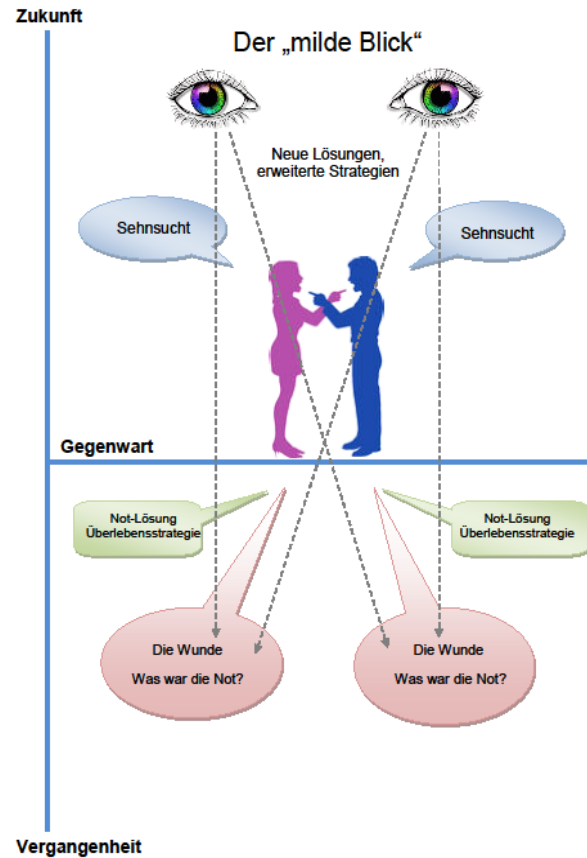 Zukunft
Der „milde Blick“
Neue Lösungen,
erweiterte Strategien
Sehnsucht
Sehnsucht
Gegenwart
Not-Lösung
Überlebensstrategie
Not-Lösung
Überlebensstrategie
Die Wunde
Was war die Not?
Die Wunde
Was war die Not?
Vergangenheit